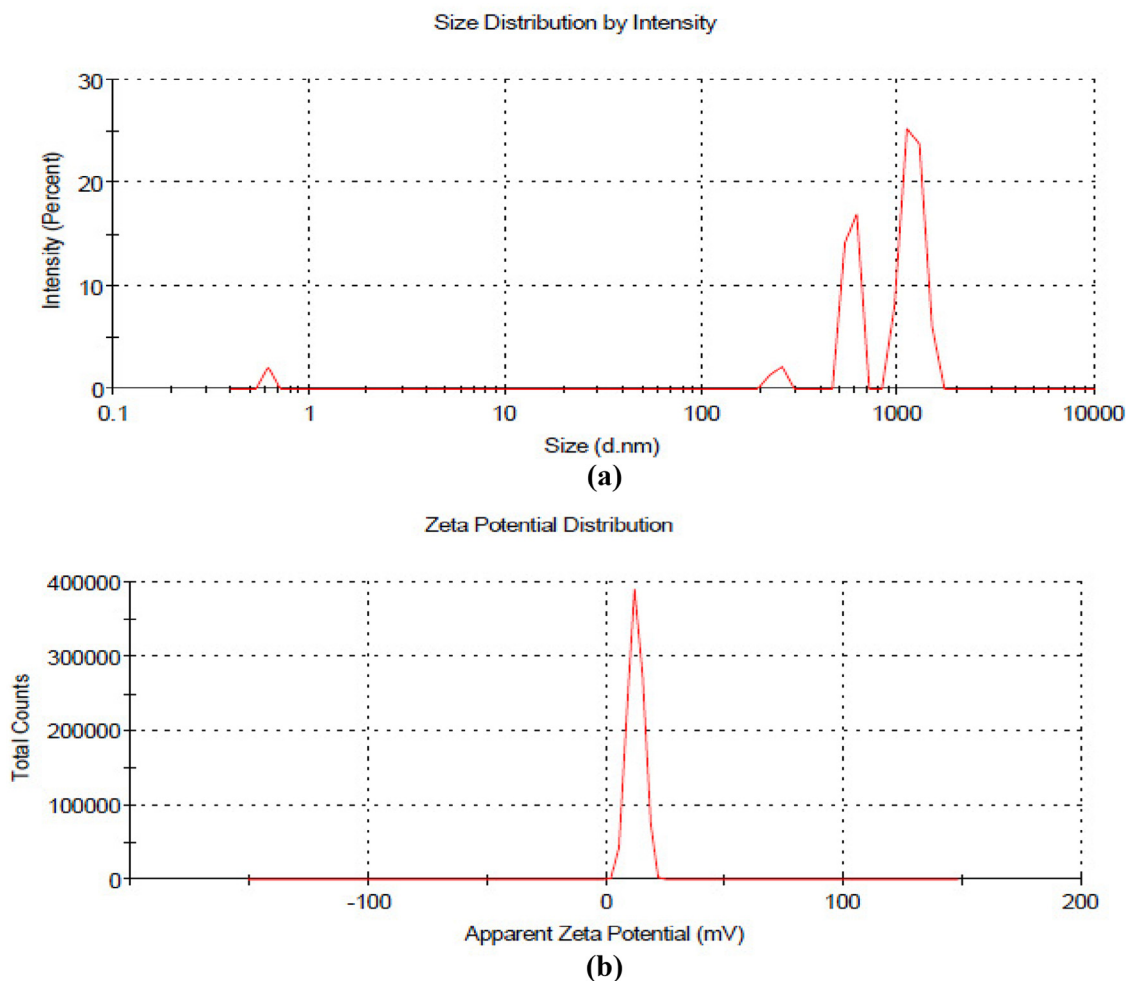 Size Distribution by Intensity
30
20
10
0
Intensity (Percent)
0.1 1 10 100 1000 10000
Size (d.nm)
(a)
Zeta Potential Distribution
400000
300000
200000
100000
0
Total Counts
-100 0 100 200
Apparent Zeta Potential (mV)
(b)